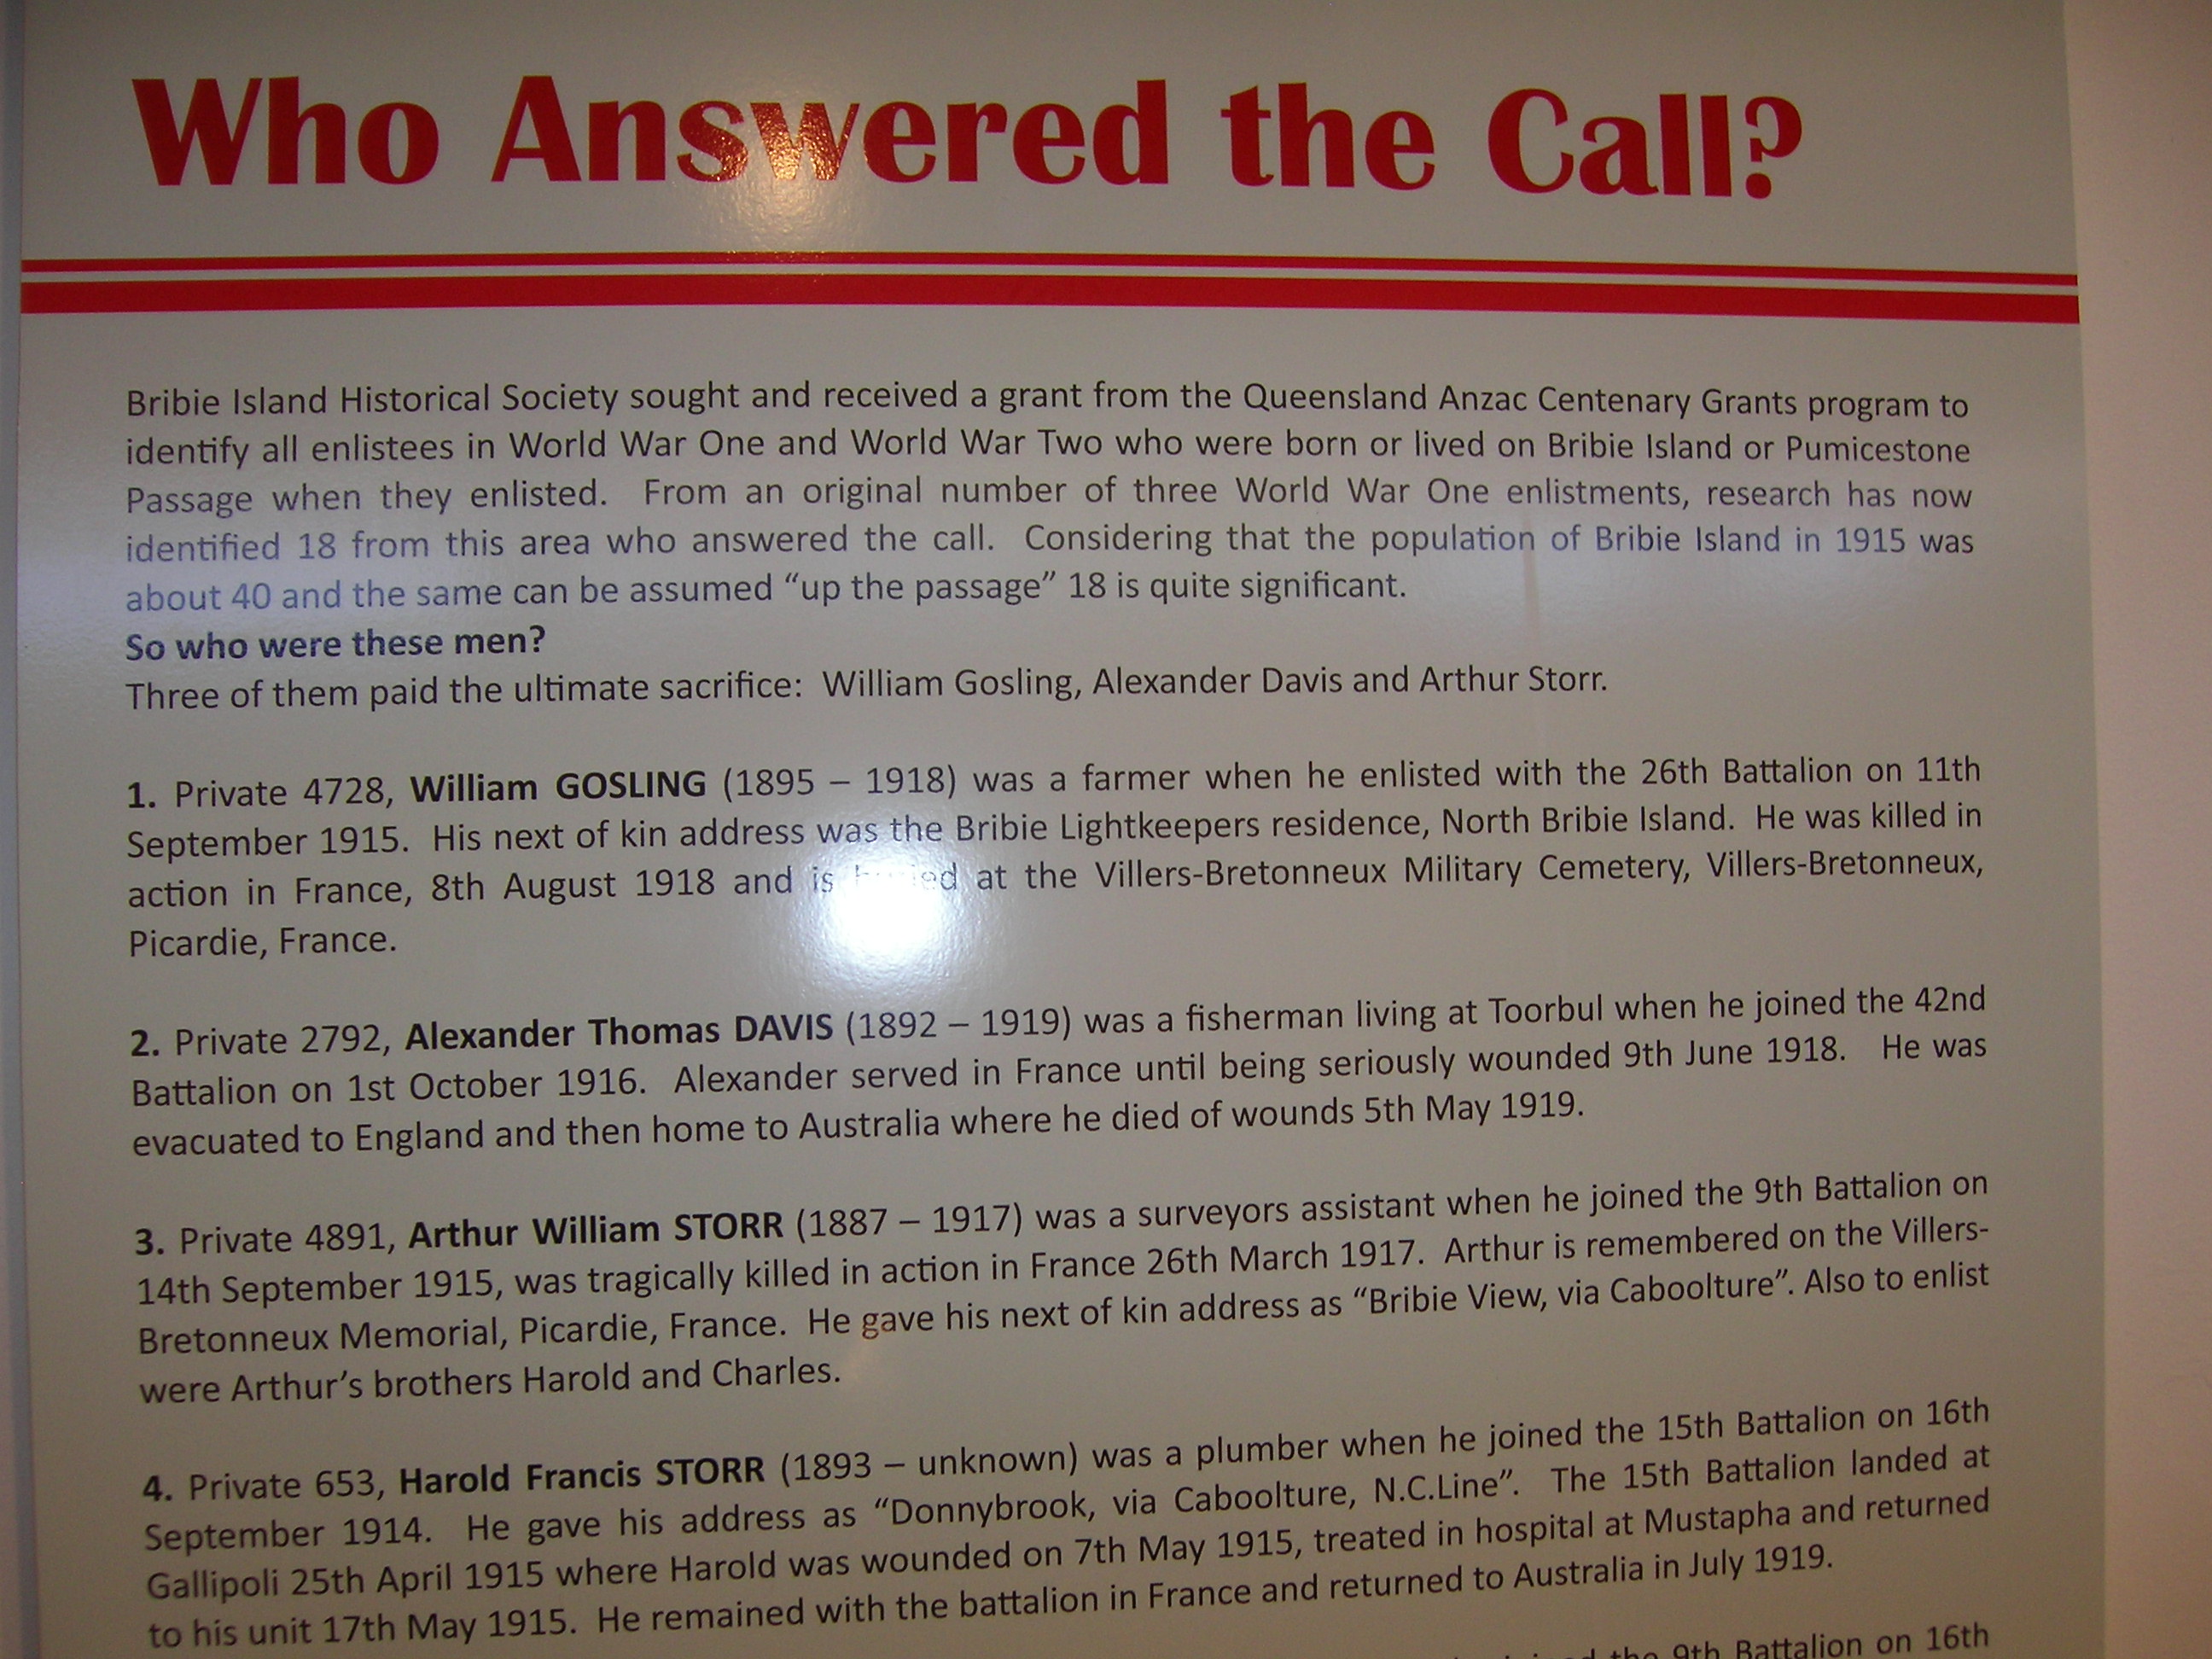 Who Answered the Call?
Bribie Island Historical Society sought and received a grant from the Queensland Anzac Centenary Grants program to
identify all enlistees in World War One and World War Two who were born or lived on Bribie Island or Pumicestone
Passage when they enlisted. From an original number of three World War One enlistments, research has now
identified 18 from this area who answered the call. Considering that the population of Bribie Island in 1915 was
about 40 and the same can be assumed “up the passage” 18 is quite significant.
So who were these men?
Three of them paid the ultimate sacrifice: William Gosling, Alexander Davis and Arthur Storr.
1. Private 4728, William GOSLING (1895 – 1918) was a farmer when he enlisted with the 26th Battalion on 11th
September 1915. His next of kin address was the Bribie Lightkeepers residence, North Bribie Island. He was killed in
action in France, 8th August 1918 and is buried at the Villers-Bretonneux Military Cemetery, Villers-Bretonneux,
Picardie, France.
2. Private 2792, Alexander Thomas DAVIS (1892 – 1919) was a fisherman living at Toorbul when he joined the 42nd
Battalion on 1st October 1916. Alexander served in France until being seriously wounded 9th June 1918. He was
evacuated to England and then home to Australia where he died of wounds 5th May 1919.
3. Private 4891, Arthur William STORR (1887 – 1917) was a surveyors assistant when he joined the 9th Battalion on
14th September 1915, was tragically killed in action in France 26th March 1917. Arthur is remembered on the Villers-
Bretonneux Memorial, Picardie, France. He gave his next of kin address as “Bribie View, via Caboolture”. Also to enlist
were Arthur’s brothers Harold and Charles.
4. Private 653, Harold Francis STORR (1893 – unknown) was a plumber when he joined the 15th Battalion on 16th
September 1914. He gave his address as “Donnybrook, via Caboolture, N.C.Line”. The 15th Battalion landed at
Gallipoli 25th April 1915 where Harold was wounded on 7th May 1915, treated in hospital at Mustapha and returned
to his unit 17th May 1915. He remained with the battalion in France and returned to Australia in July 1919.
the 9th Battalion on 16th